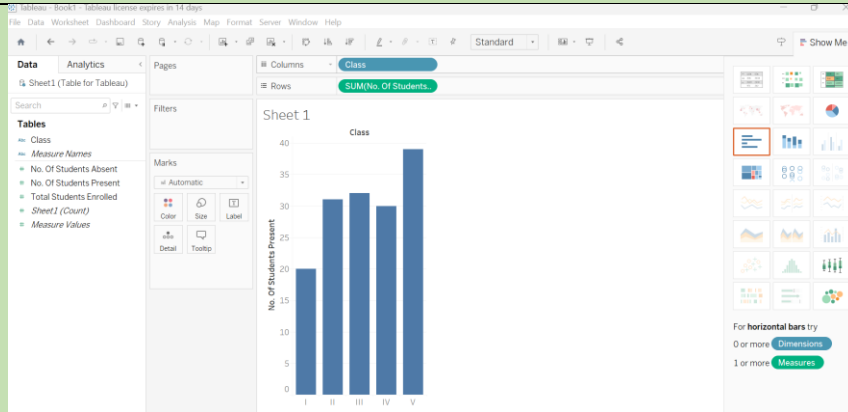 Tableau - Book1 - Tableau license expires in 14 days
File Data Worksheet Dashboard Story Analysis Map Format Server Window Help
Standard
Show Me
Data Analytics
Sheet1 (Table for Tableau)
Search
Tables
Abc Class
Abc Measure Names
No. Of Students Absent
No. Of Students Present
Total Students Enrolled
Sheet1 (Count)
Measure Values
Pages
Filters
Marks
Automatic
Color Size Label
Detail Tooltip
Columns Class
Rows SUM(No. Of Students..
Sheet 1
Class
40
35
30
25
20
15
10
5
0
No. Of Students Present
I II III IV V
For horizontal bars try
0 or more Dimensions
1 or more Measures